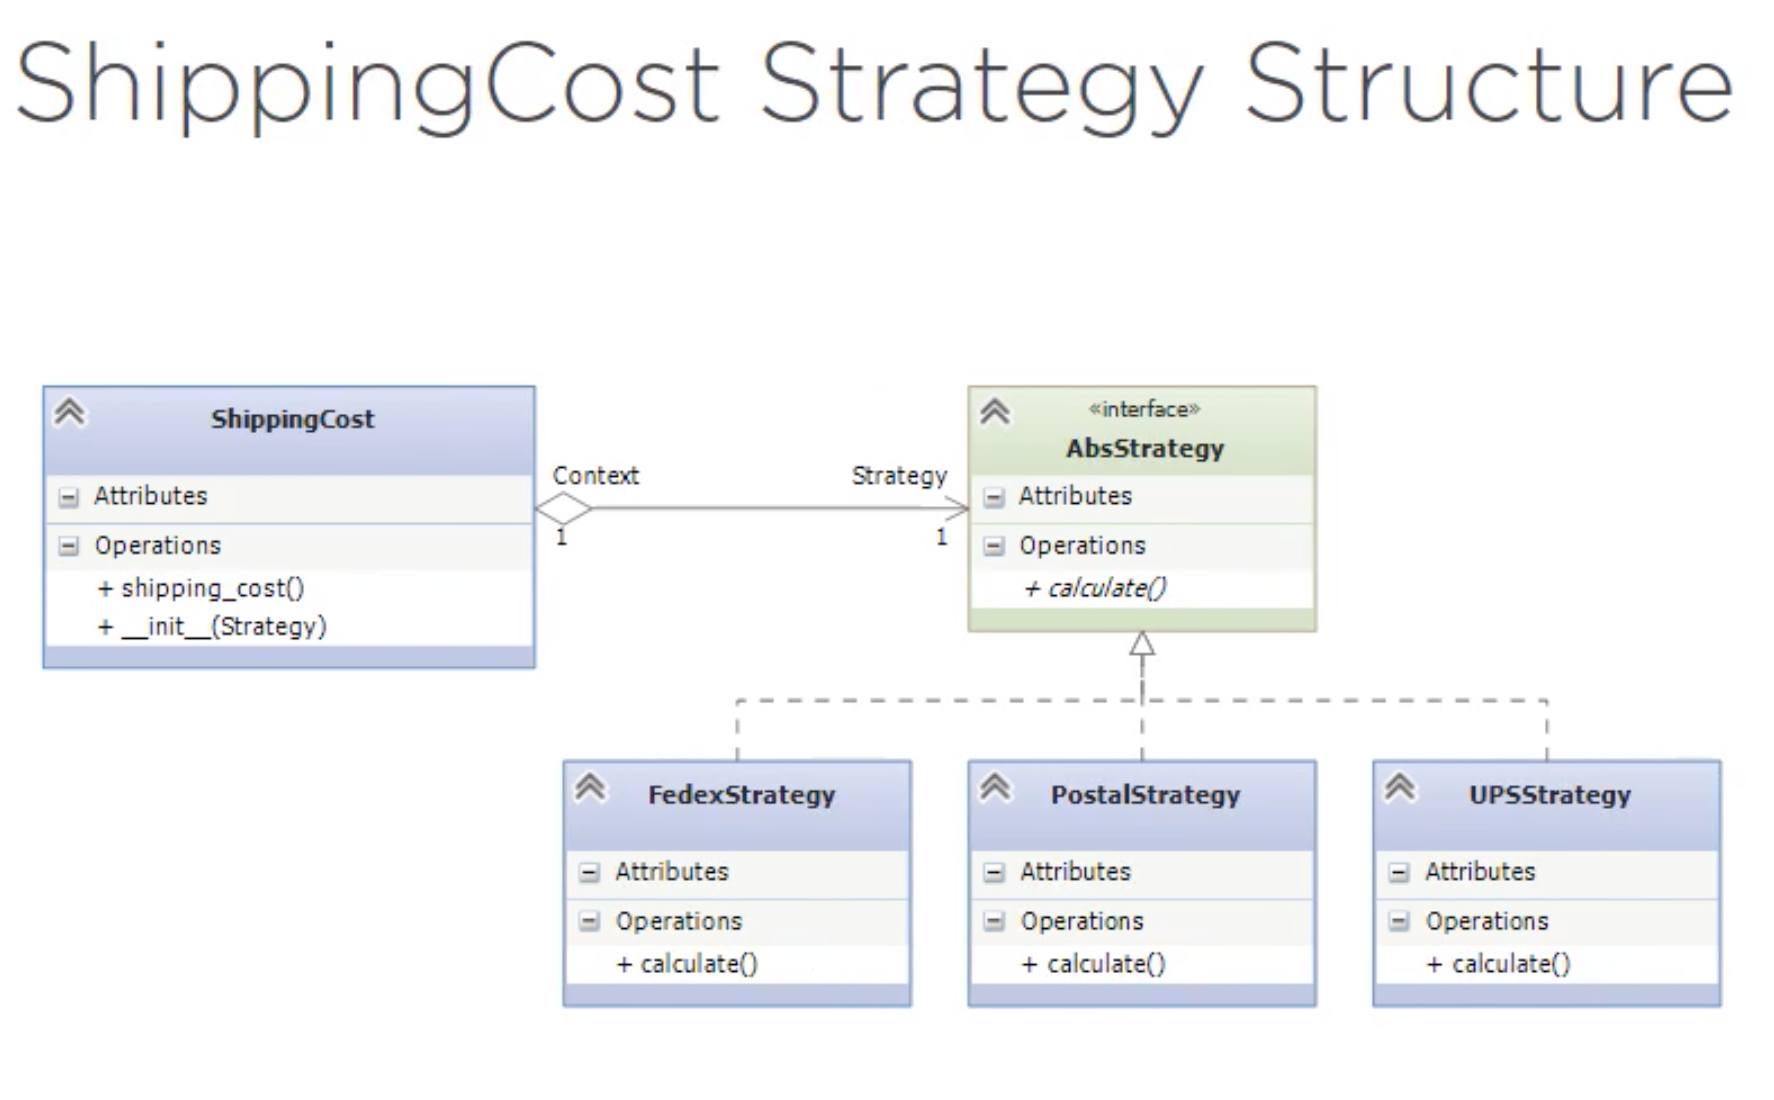 ShippingCost Strategy Structure
ShippingCost
Attributes
Operations
+ shipping_cost()
+ __init__(Strategy)
Context
1
Strategy
1
«interface»
AbsStrategy
Attributes
Operations
+ calculate()
FedexStrategy
Attributes
Operations
+ calculate()
PostalStrategy
Attributes
Operations
+ calculate()
UPSStrategy
Attributes
Operations
+ calculate()